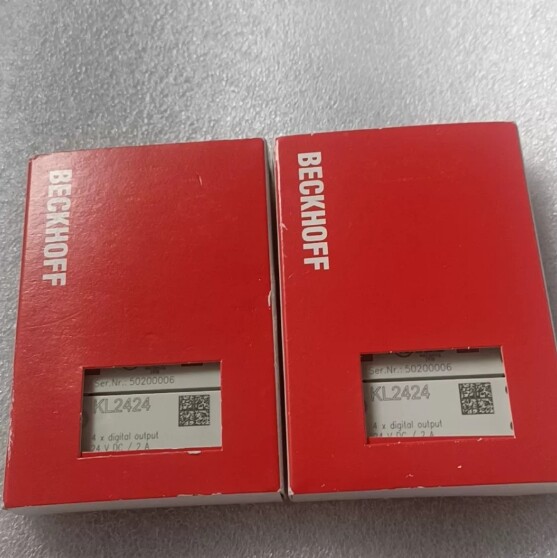 BECKHOFF
Ser.Nr.: 50200006
KL2424
4 x digital output
24 V DC / 2 A
BECKHOFF
Ser.Nr.: 50200006
KL2424
4 x digital output
24 V DC / 2 A